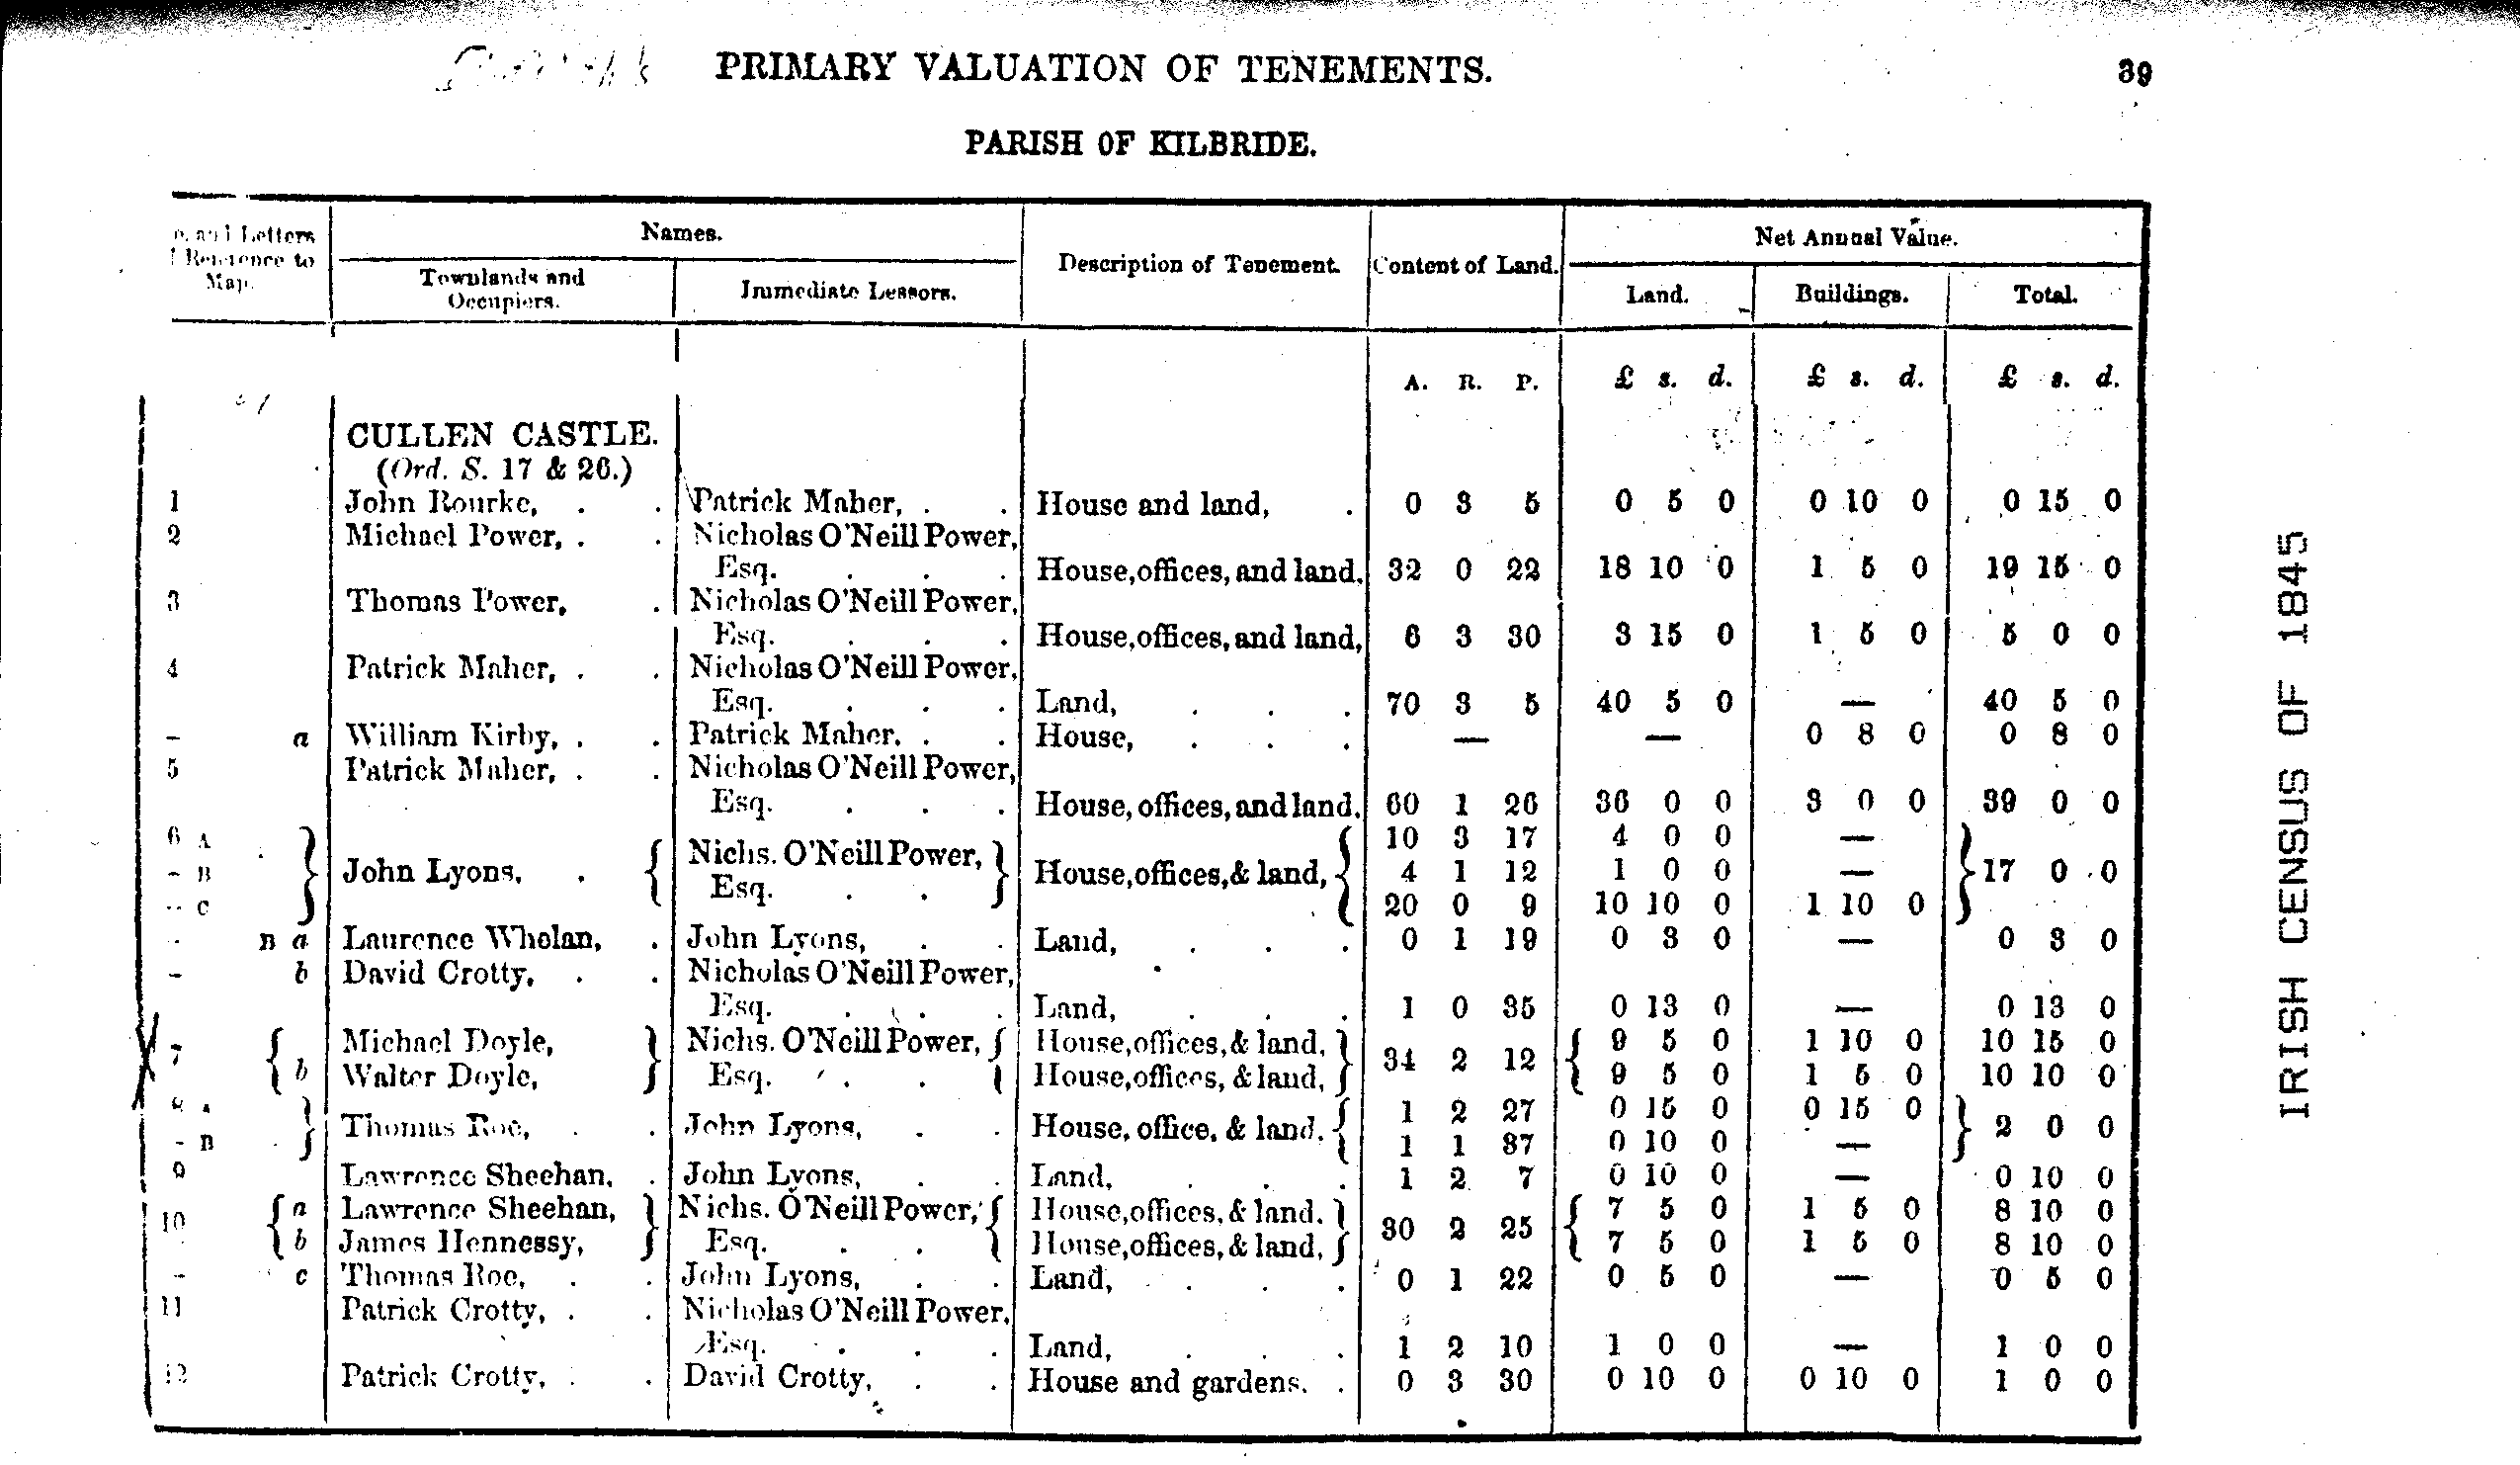 PRIMARY VALUATION OF TENEMENTS. 39
PARISH OF KILBRIDE.
Letters Reference to Map.
Names.
Townlands and Occupiers.
Immediate Lessors.
Description of Tenement.
Content of Land.
Net Annual Value.
Land. Buildings. Total.
A. R. P. £ s. d. £ s. d. £ s. d.
CULLEN CASTLE.
(Ord. S. 17 & 26.)
1 John Rourke, . . Patrick Maher, . . House and land, . 0 3 5 0 5 0 0 10 0 0 15 0
2 Michael Power, . . Nicholas O'Neill Power,
Esq. . . . House, offices, and land, 32 0 22 18 10 0 1 5 0 19 15 0
3 Thomas Power, . Nicholas O'Neill Power,
Esq. . . . House, offices, and land, 6 3 30 3 15 0 1 5 0 5 0 0
4 Patrick Maher, . . Nicholas O'Neill Power,
Esq. . . . Land, . . . 70 3 5 40 5 0 — 40 5 0
– a William Kirby, . . Patrick Maher, . . House, . . . — — 0 8 0 0 8 0
5 Patrick Maher, . . Nicholas O'Neill Power,
Esq. . . . House, offices, and land, 60 1 26 36 0 0 3 0 0 39 0 0
6 A 10 3 17 4 0 0 —
– B John Lyons, . Nichs. O'Neill Power, Esq. . . House, offices, & land, 4 1 12 1 0 0 — 17 0 0
– C 20 0 9 10 10 0 1 10 0
– B a Laurence Whelan, . John Lyons, . . Land, . . . 0 1 19 0 3 0 — 0 3 0
– b David Crotty, . . Nicholas O'Neill Power,
Esq. . . . Land, . . . 1 0 35 0 13 0 — 0 13 0
7 Michael Doyle, Nichs. O'Neill Power, House, offices, & land, 34 2 12 9 5 0 1 10 0 10 15 0
b Walter Doyle, Esq. . . House, offices, & land, 9 5 0 1 5 0 10 10 0
8 A Thomas Roe, . . John Lyons, . . House, office, & land, 1 2 27 0 15 0 0 15 0 2 0 0
– B 1 1 37 0 10 0 —
9 Lawrence Sheehan, . John Lyons, . . Land, . . . 1 2 7 0 10 0 — 0 10 0
10 a Lawrence Sheehan, Nichs. O'Neill Power, House, offices, & land, 30 2 25 7 5 0 1 5 0 8 10 0
b James Hennessy, Esq. . . House, offices, & land, 7 5 0 1 5 0 8 10 0
– c Thomas Roe, . . John Lyons, . . Land, . . . 0 1 22 0 5 0 — 0 5 0
11 Patrick Crotty, . . Nicholas O'Neill Power,
Esq. . . . Land, . . . 1 2 10 1 0 0 — 1 0 0
12 Patrick Crotty, . . David Crotty, . . House and gardens, . 0 3 30 0 10 0 0 10 0 1 0 0
IRISH CENSUS OF 1845